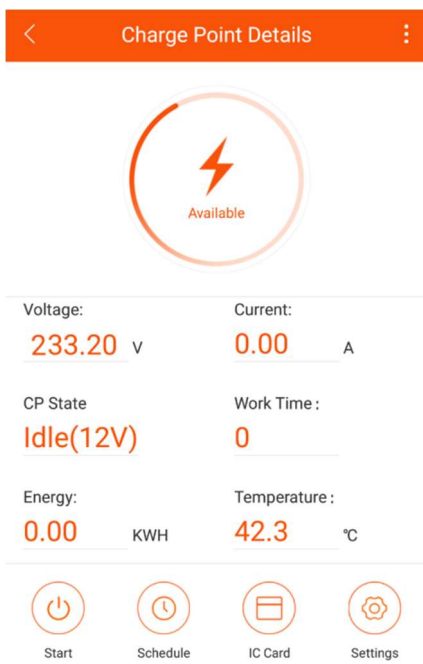 Charge Point Details
Available
Voltage: Current:
233.20 V 0.00 A
CP State Work Time :
Idle(12V) 0
Energy: Temperature :
0.00 KWH 42.3 ℃
Start Schedule IC Card Settings